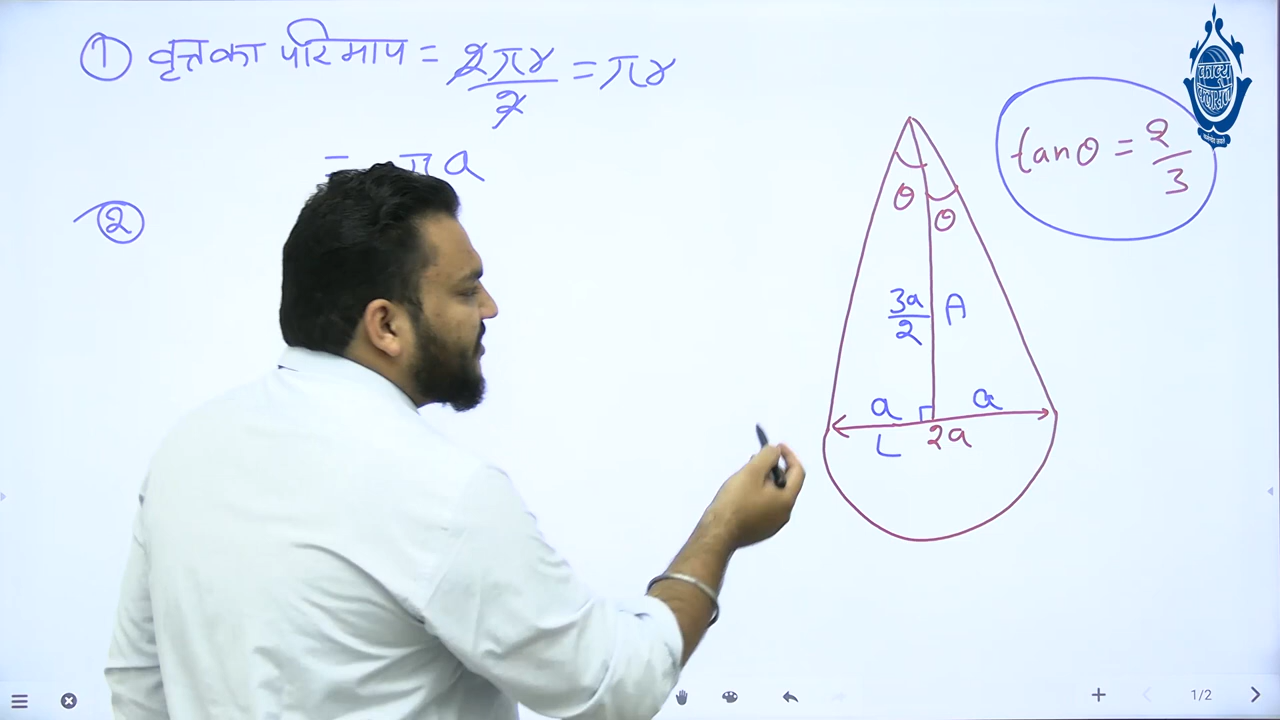 ① वृत्त का परिमाप = 2πr/2 = πr
= πa
②
tanθ = 2/3
θ θ
3a/2 A
a a
L 2a
काव्य
1/2